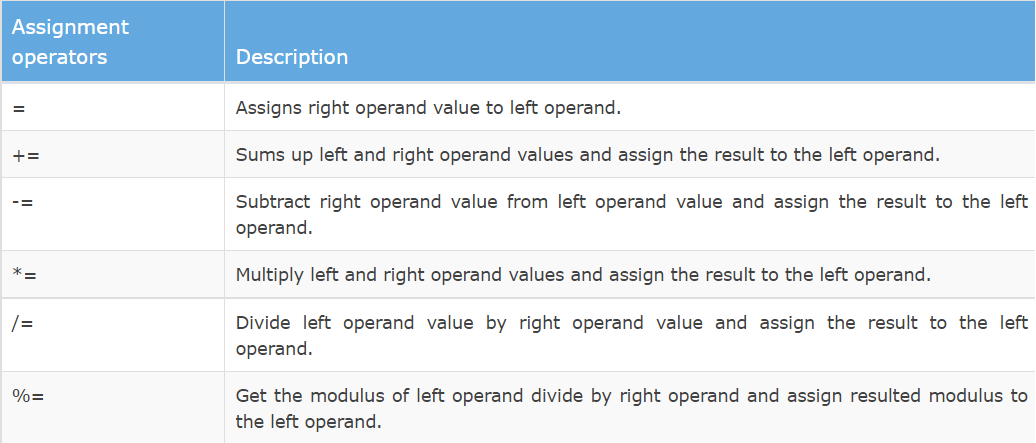 Assignment
operators
Description
=
Assigns right operand value to left operand.
+=
Sums up left and right operand values and assign the result to the left operand.
-=
Subtract right operand value from left operand value and assign the result to the left
operand.
*=
Multiply left and right operand values and assign the result to the left operand.
/=
Divide left operand value by right operand value and assign the result to the left
operand.
%=
Get the modulus of left operand divide by right operand and assign resulted modulus to
the left operand.